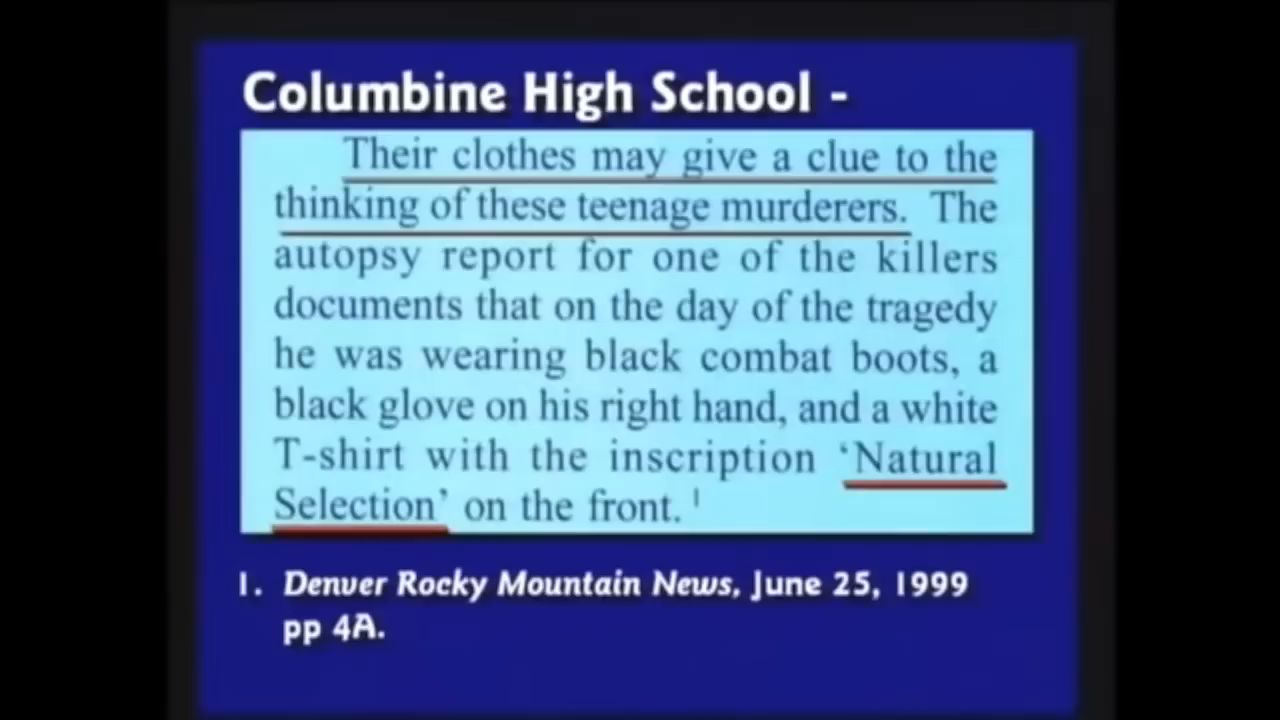 Columbine High School -
Their clothes may give a clue to the
thinking of these teenage murderers. The
autopsy report for one of the killers
documents that on the day of the tragedy
he was wearing black combat boots, a
black glove on his right hand, and a white
T-shirt with the inscription ‘Natural
Selection’ on the front. 1
1. Denver Rocky Mountain News, June 25, 1999
pp 4A.